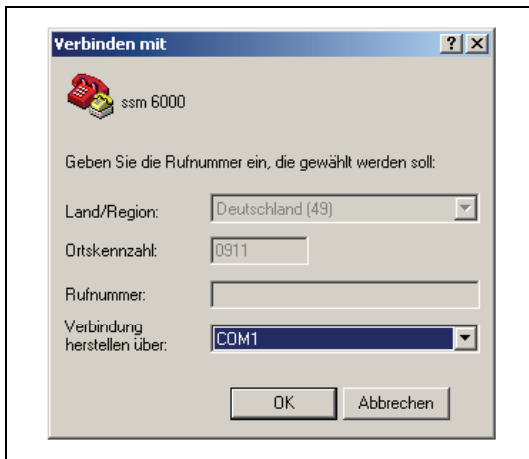 Verbinden mit
ssm 6000
Geben Sie die Rufnummer ein, die gewählt werden soll:
Land/Region: Deutschland (49)
Ortskennzahl: 0911
Rufnummer:
Verbindung
herstellen über: COM1
OK Abbrechen